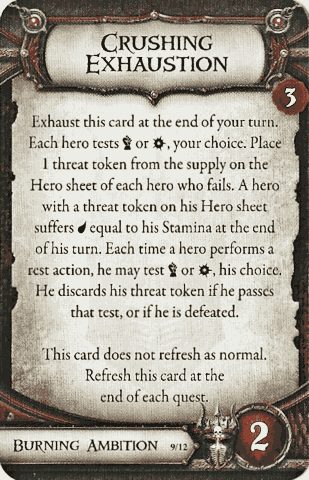 CRUSHING
EXHAUSTION
3
Exhaust this card at the end of your turn.
Each hero tests or , your choice. Place
1 threat token from the supply on the
Hero sheet of each hero who fails. A hero
with a threat token on his Hero sheet
suffers equal to his Stamina at the end
of his turn. Each time a hero performs a
rest action, he may test or , his choice.
He discards his threat token if he passes
that test, or if he is defeated.
This card does not refresh as normal.
Refresh this card at the
end of each quest.
BURNING AMBITION 9/12
2